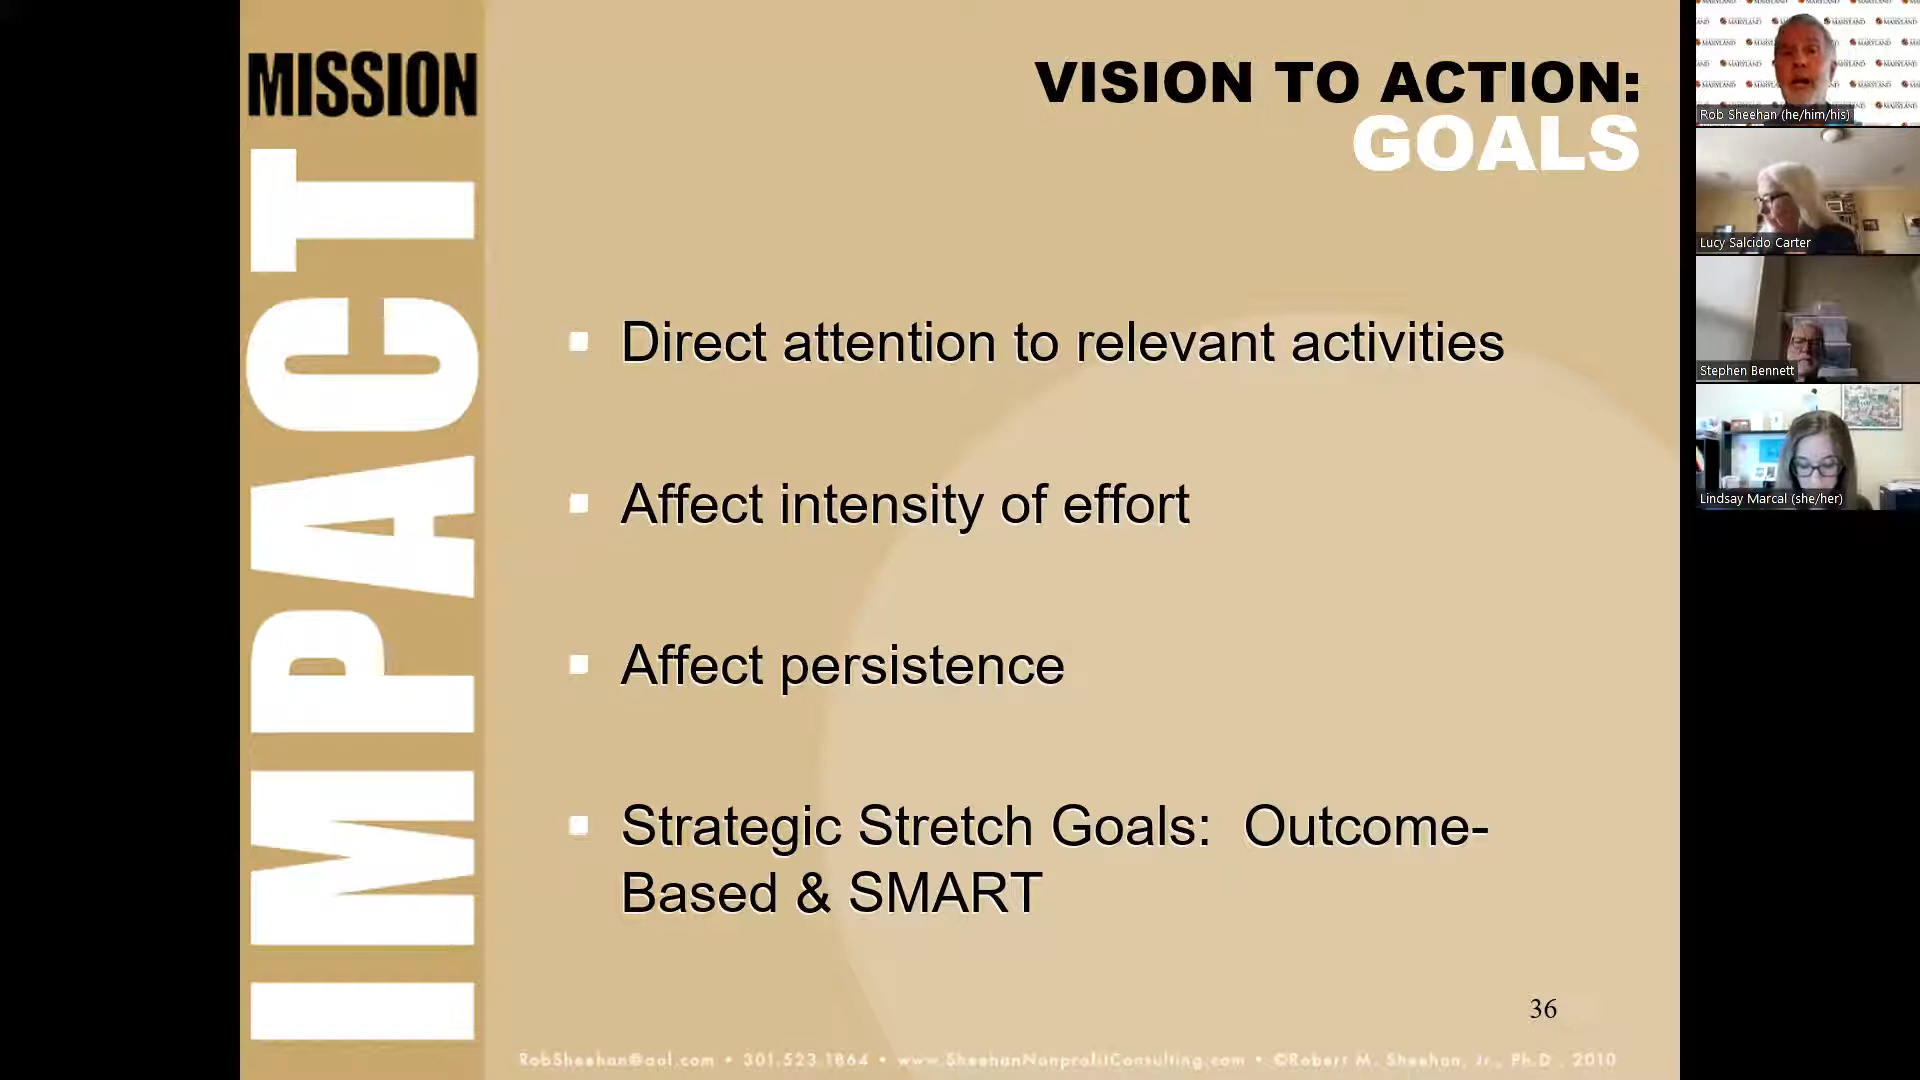 MISSION
IMPACT
VISION TO ACTION:
GOALS
Direct attention to relevant activities
Affect intensity of effort
Affect persistence
Strategic Stretch Goals: Outcome-
Based & SMART
36
RobSheehan@aol.com • 301.523.1864 • www.SheehanNonprofitConsulting.com • ©Robert M. Sheehan, Jr., Ph.D., 2010
MARYLAND
Rob Sheehan (he/him/his)
Lucy Salcido Carter
Stephen Bennett
Lindsay Marcal (she/her)